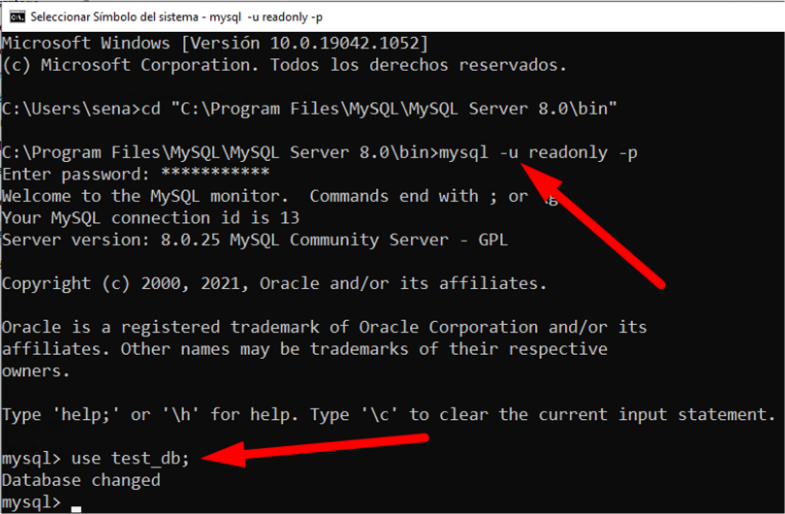 Seleccionar Símbolo del sistema - mysql -u readonly -p
Microsoft Windows [Versión 10.0.19042.1052]
(c) Microsoft Corporation. Todos los derechos reservados.
C:\Users\sena>cd "C:\Program Files\MySQL\MySQL Server 8.0\bin"
C:\Program Files\MySQL\MySQL Server 8.0\bin>mysql -u readonly -p
Enter password: ***********
Welcome to the MySQL monitor.  Commands end with ; or \g
Your MySQL connection id is 13
Server version: 8.0.25 MySQL Community Server - GPL
Copyright (c) 2000, 2021, Oracle and/or its affiliates.
Oracle is a registered trademark of Oracle Corporation and/or its
affiliates. Other names may be trademarks of their respective
owners.
Type 'help;' or '\h' for help. Type '\c' to clear the current input statement.
mysql> use test_db;
Database changed
mysql>